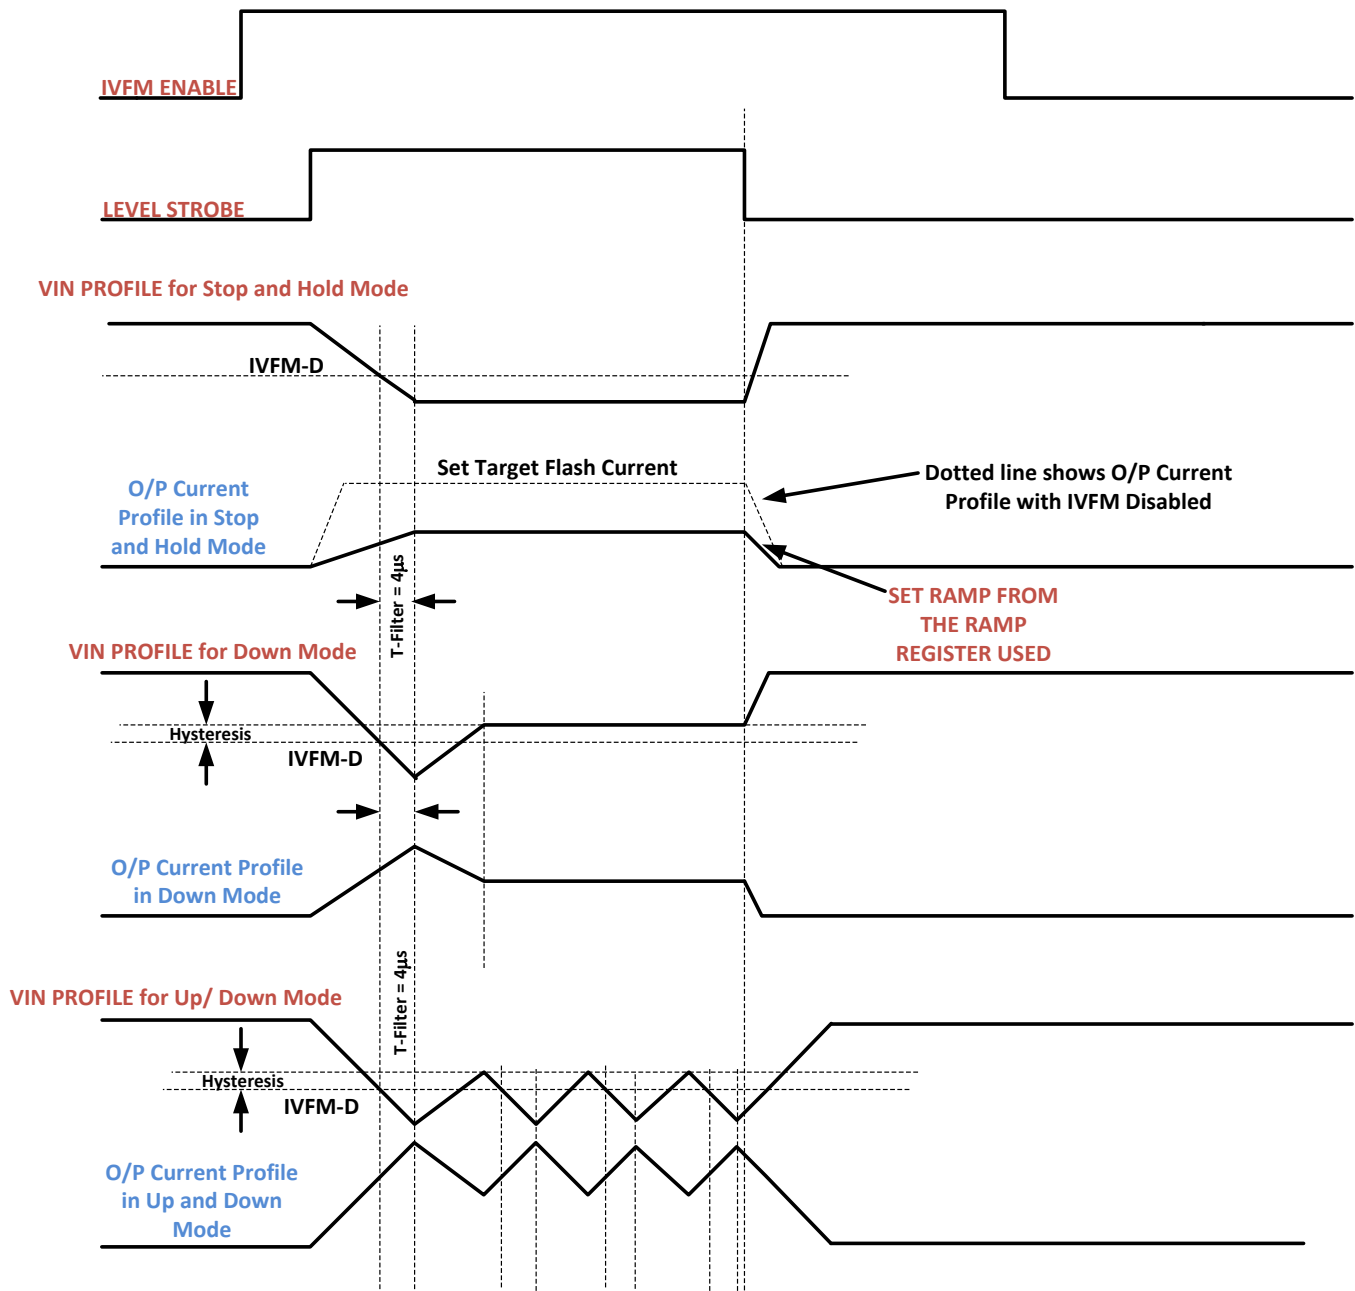 IVFM ENABLE
LEVEL STROBE
VIN PROFILE for Stop and Hold Mode
IVFM-D
Set Target Flash Current
Dotted line shows O/P Current
Profile with IVFM Disabled
O/P Current
Profile in Stop
and Hold Mode
T-Filter = 4µs
SET RAMP FROM
THE RAMP
REGISTER USED
VIN PROFILE for Down Mode
Hysteresis
IVFM-D
O/P Current Profile
in Down Mode
T-Filter = 4µs
VIN PROFILE for Up/ Down Mode
Hysteresis
IVFM-D
O/P Current Profile
in Up and Down
Mode